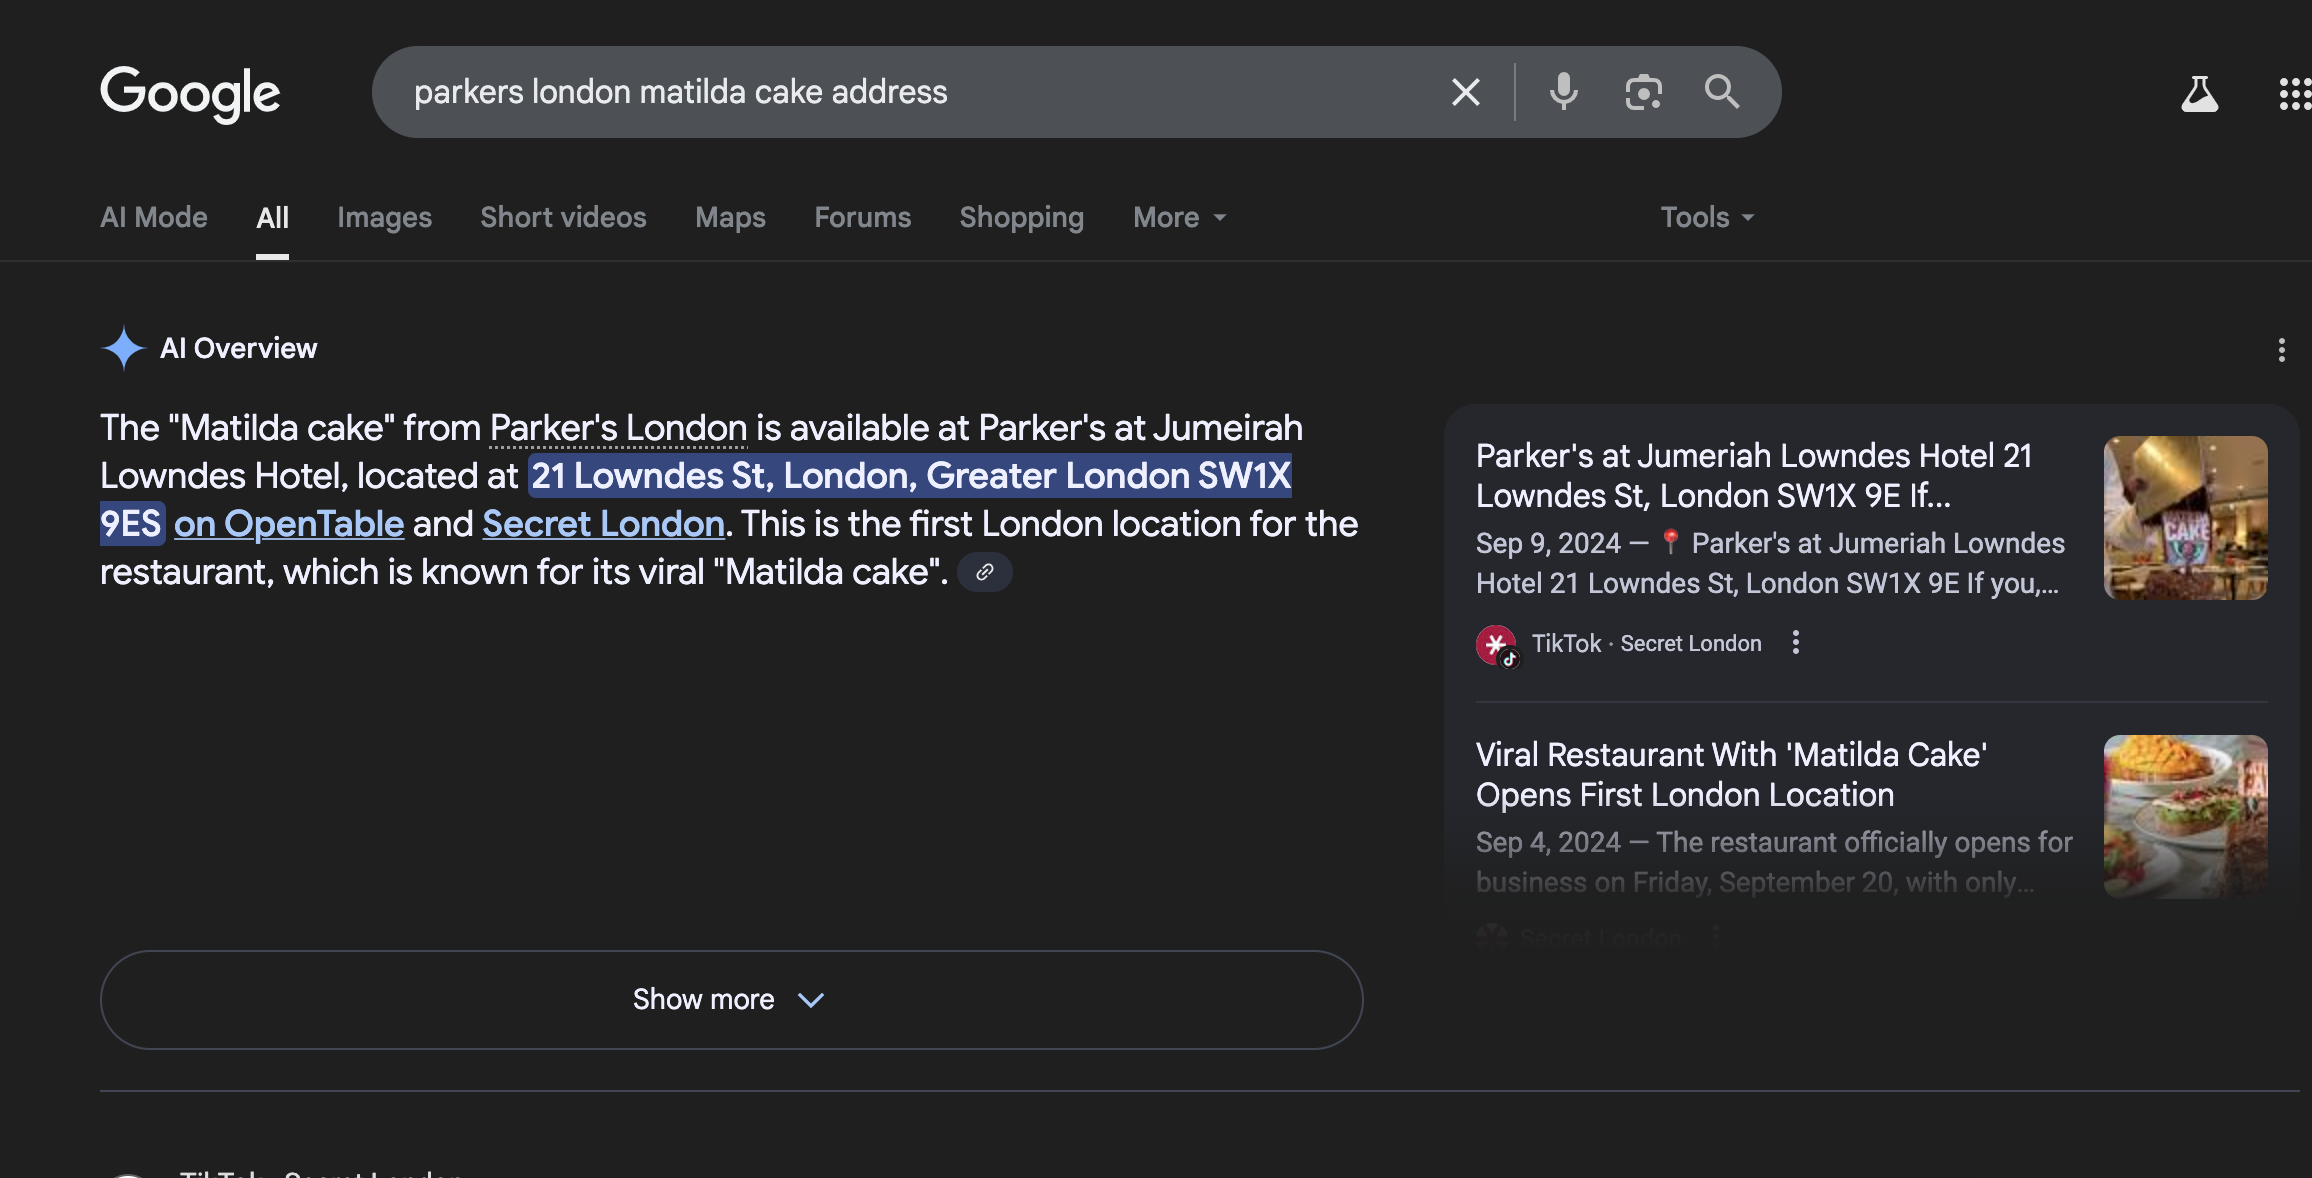 Google
parkers london matilda cake address
AI Mode
All
Images
Short videos
Maps
Forums
Shopping
More
Tools
AI Overview
The "Matilda cake" from Parker's London is available at Parker's at Jumeirah
Lowndes Hotel, located at 21 Lowndes St, London, Greater London SW1X
9ES on OpenTable and Secret London. This is the first London location for the
restaurant, which is known for its viral "Matilda cake".
Show more
Parker's at Jumeriah Lowndes Hotel 21
Lowndes St, London SW1X 9E If...
Sep 9, 2024 — 📍 Parker's at Jumeriah Lowndes
Hotel 21 Lowndes St, London SW1X 9E If you,...
TikTok · Secret London
Viral Restaurant With 'Matilda Cake'
Opens First London Location
Sep 4, 2024 — The restaurant officially opens for
business on Friday, September 20, with only...
Secret London
TikTok · Secret London